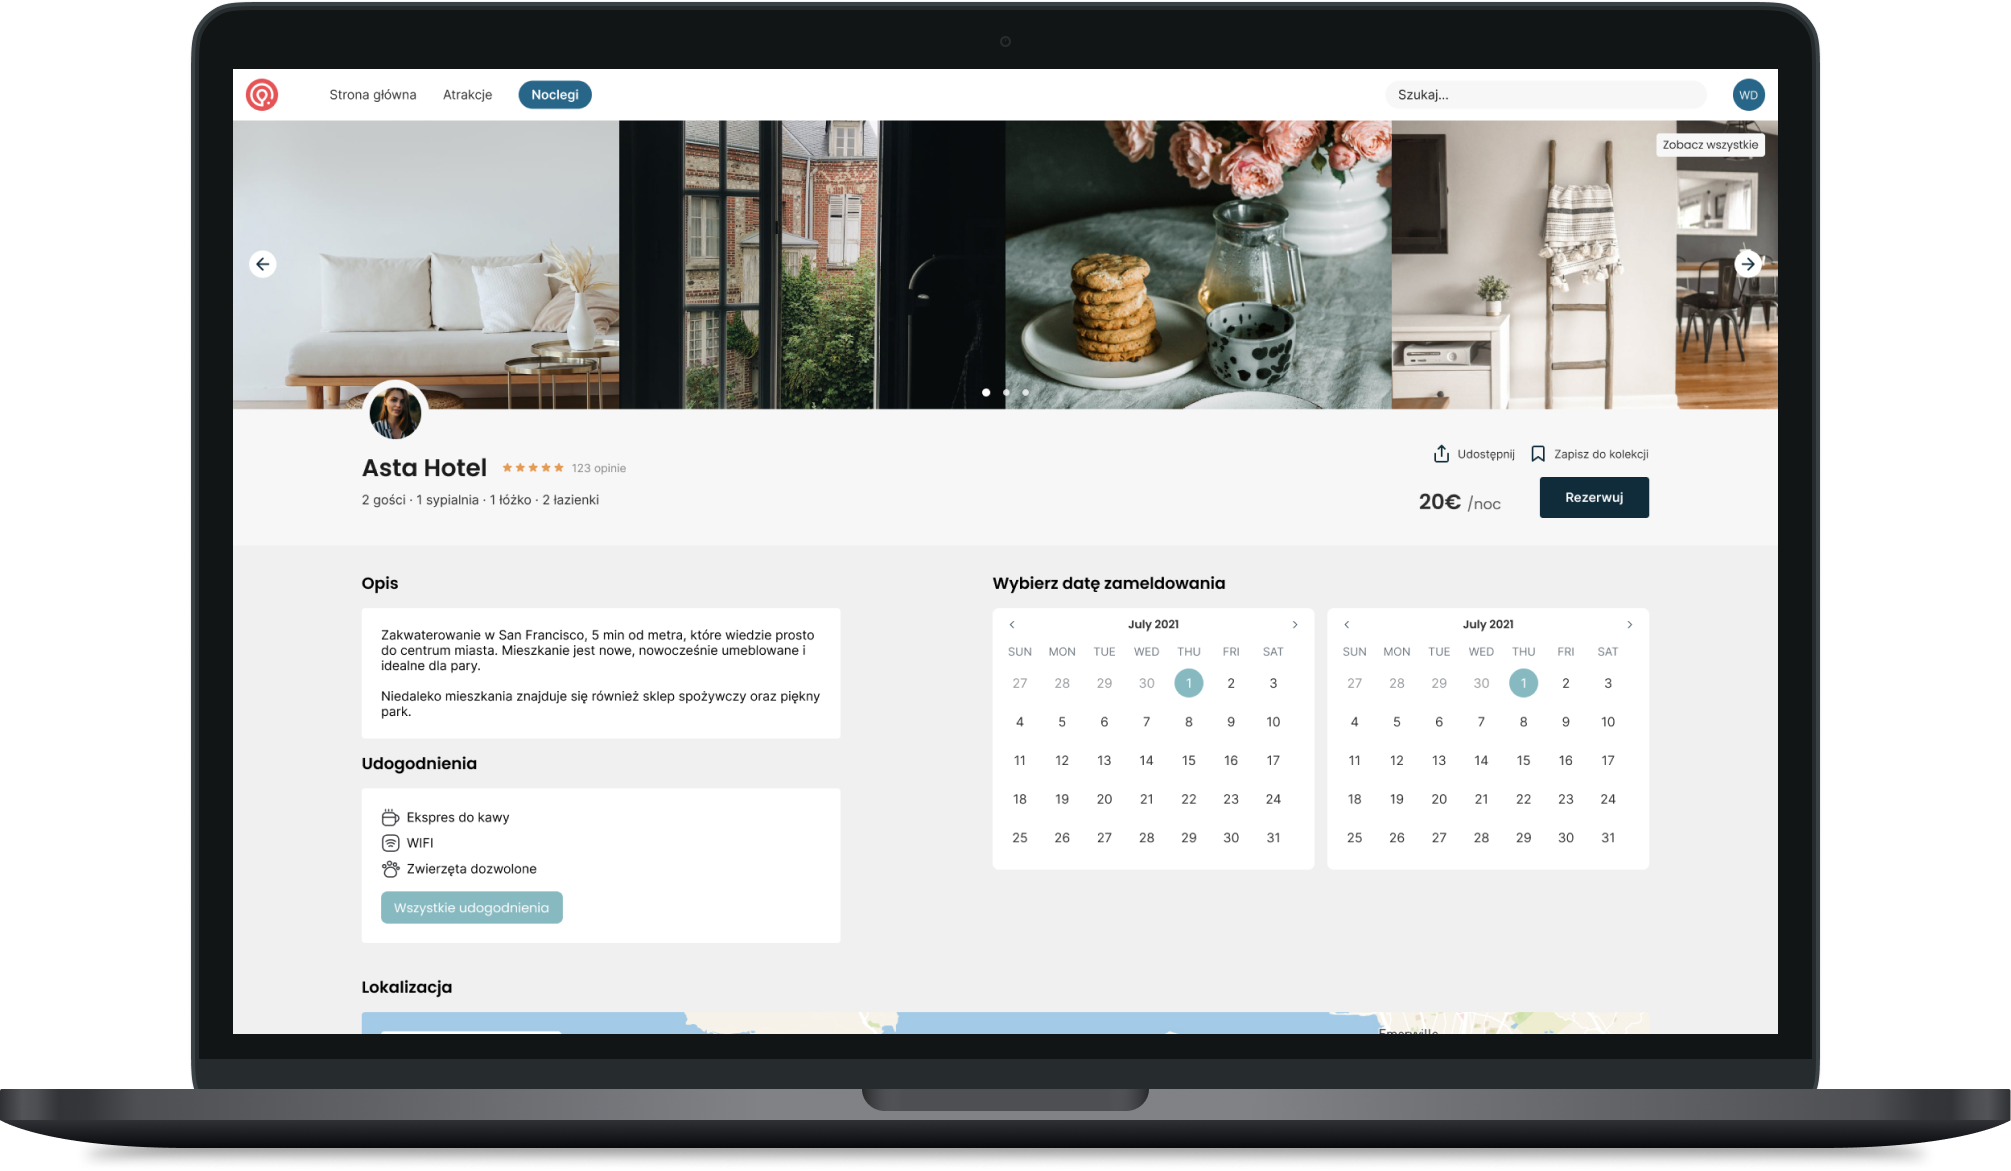 Strona główna Atrakcje Noclegi Szukaj... WD
Zobacz wszystkie
Asta Hotel 123 opinie
2 gości · 1 sypialnia · 1 łóżko · 2 łazienki
Udostępnij Zapisz do kolekcji
20€ /noc Rezerwuj
Opis
Zakwaterowanie w San Francisco, 5 min od metra, które wiedzie prosto
do centrum miasta. Mieszkanie jest nowe, nowocześnie umeblowane i
idealne dla pary.
Niedaleko mieszkania znajduje się również sklep spożywczy oraz piękny
park.
Udogodnienia
Ekspres do kawy
WIFI
Zwierzęta dozwolone
Wszystkie udogodnienia
Wybierz datę zameldowania
July 2021
SUN MON TUE WED THU FRI SAT
27 28 29 30 1 2 3
4 5 6 7 8 9 10
11 12 13 14 15 16 17
18 19 20 21 22 23 24
25 26 27 28 29 30 31
July 2021
SUN MON TUE WED THU FRI SAT
27 28 29 30 1 2 3
4 5 6 7 8 9 10
11 12 13 14 15 16 17
18 19 20 21 22 23 24
25 26 27 28 29 30 31
Lokalizacja